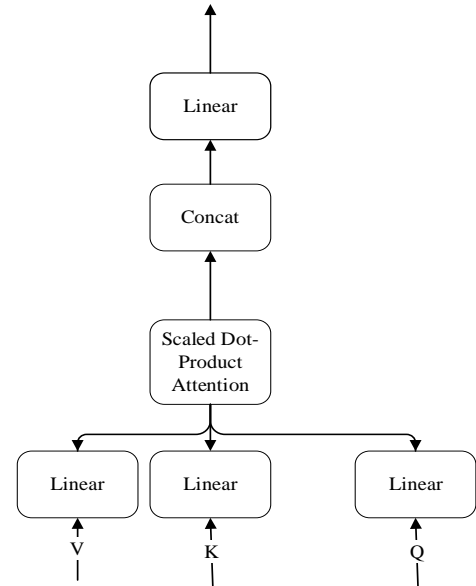 Linear
Concat
Scaled Dot-
Product
Attention
Linear Linear Linear
V K Q